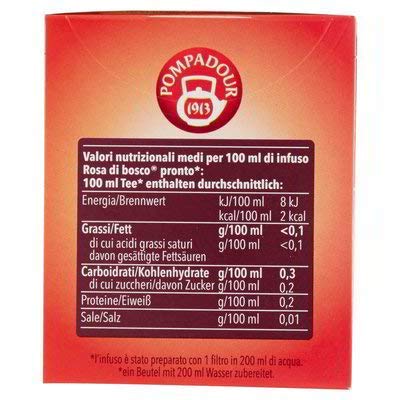 POMPADOUR
1913
Valori nutrizionali medi per 100 ml di infuso
Rosa di bosco® pronto*:
100 ml Tee* enthalten durchschnittlich:
Energia/Brennwert kJ/100 ml 8 kJ
kcal/100 ml 2 kcal
Grassi/Fett g/100 ml <0,1
di cui acidi grassi saturi g/100 ml <0,1
davon gesättigte Fettsäuren
Carboidrati/Kohlenhydrate g/100 ml 0,3
di cui zuccheri/davon Zucker g/100 ml 0,2
Proteine/Eiweiß g/100 ml 0,2
Sale/Salz g/100 ml 0,01
*l'infuso è stato preparato con 1 filtro in 200 ml di acqua.
*ein Beutel mit 200 ml Wasser zubereitet.